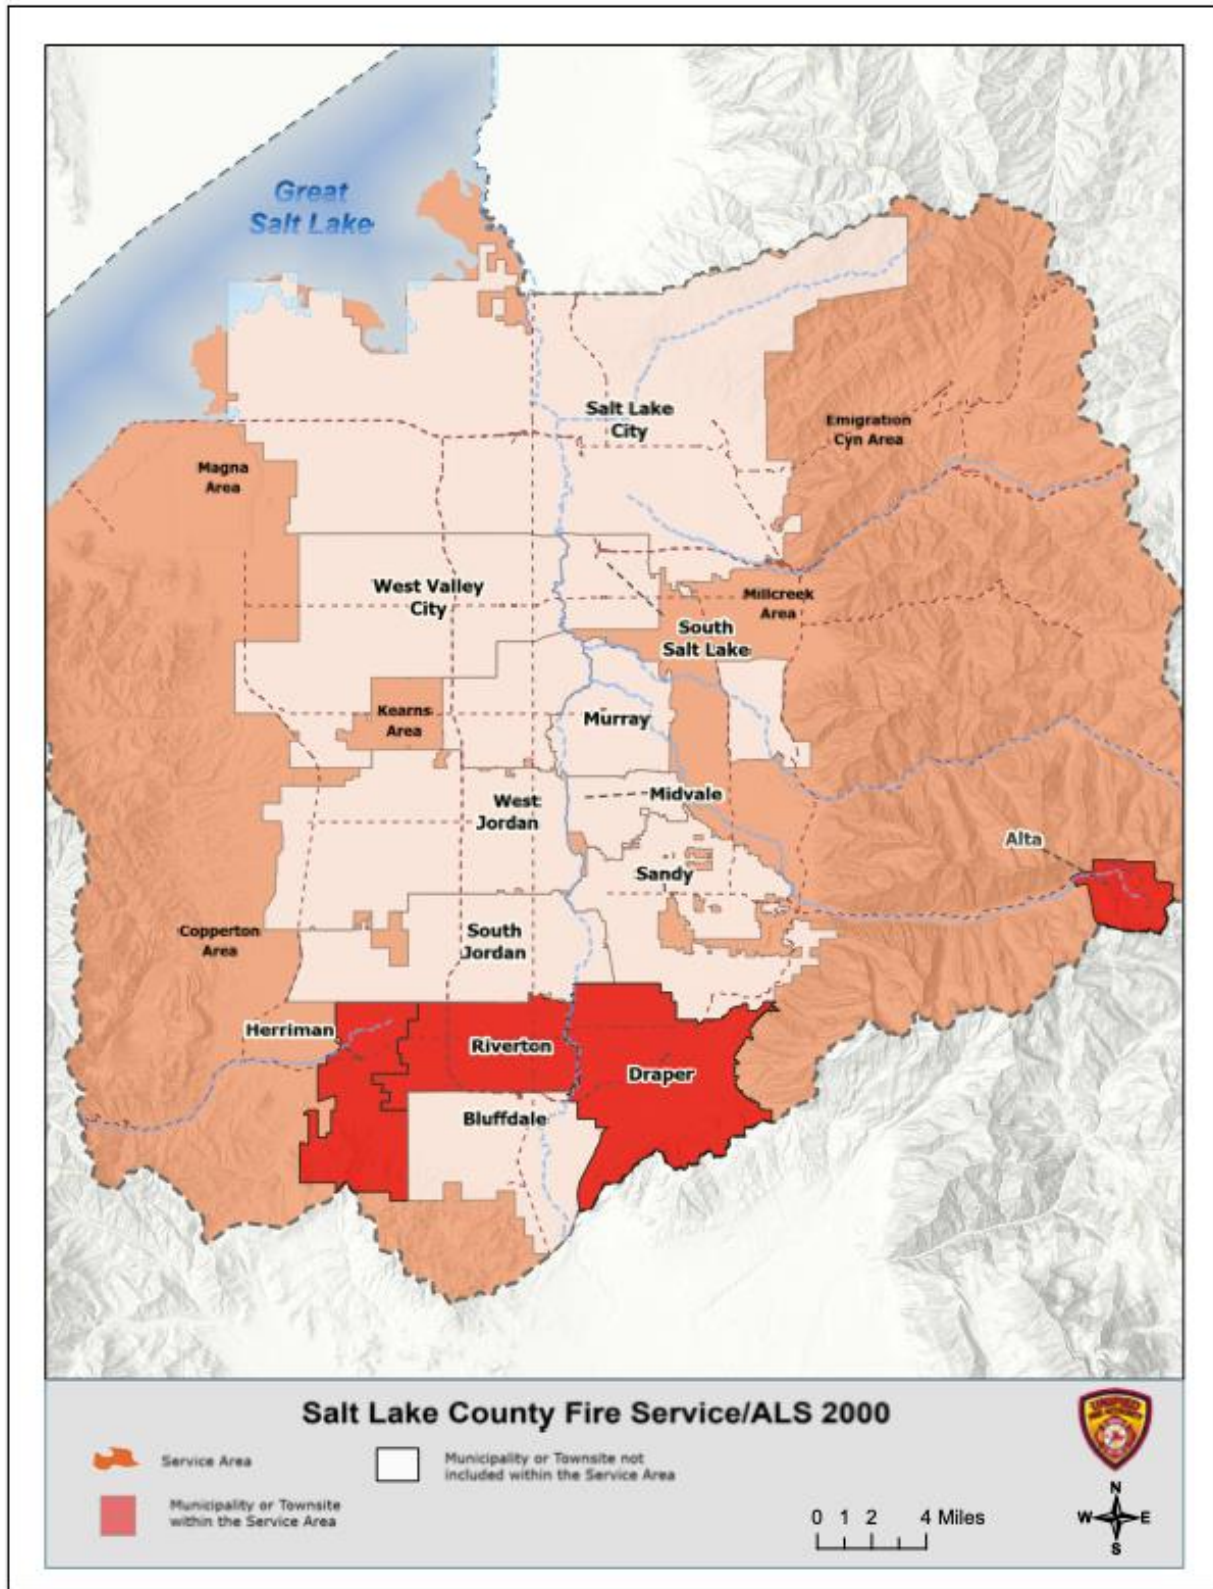 Great
Salt Lake
Salt Lake
City
Emigration
Cyn Area
Magna
Area
West Valley
City
Millcreek
Area
South
Salt Lake
Kearns
Area
Murray
West
Jordan
Midvale
Alta
Sandy
Copperton
Area
South
Jordan
Herriman
Riverton
Draper
Bluffdale
Salt Lake County Fire Service/ALS 2000
Service Area
Municipality or Townsite not
included within the Service Area
Municipality or Townsite
within the Service Area
UNIFIED
FIRE AUTHORITY
N
W E
S
0 1 2 4 Miles